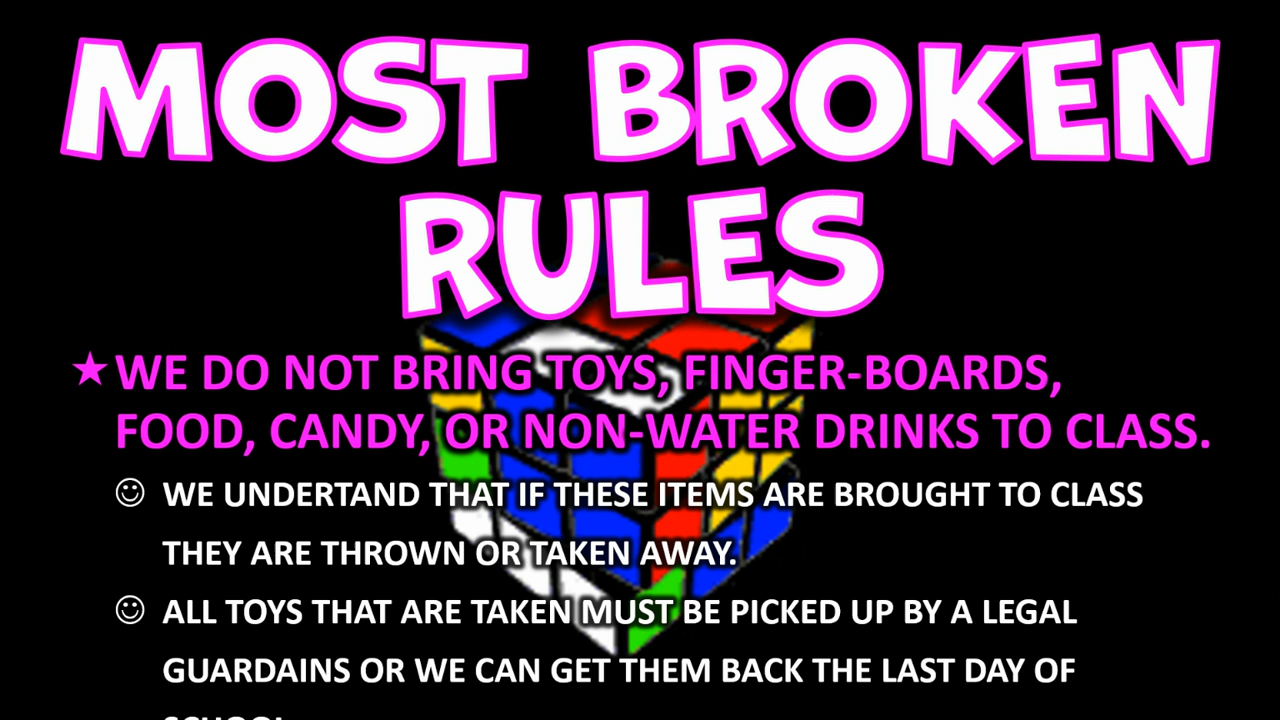 MOST BROKEN
RULES
★WE DO NOT BRING TOYS, FINGER-BOARDS,
FOOD, CANDY, OR NON-WATER DRINKS TO CLASS.
☺ WE UNDERTAND THAT IF THESE ITEMS ARE BROUGHT TO CLASS
THEY ARE THROWN OR TAKEN AWAY.
☺ ALL TOYS THAT ARE TAKEN MUST BE PICKED UP BY A LEGAL
GUARDAINS OR WE CAN GET THEM BACK THE LAST DAY OF